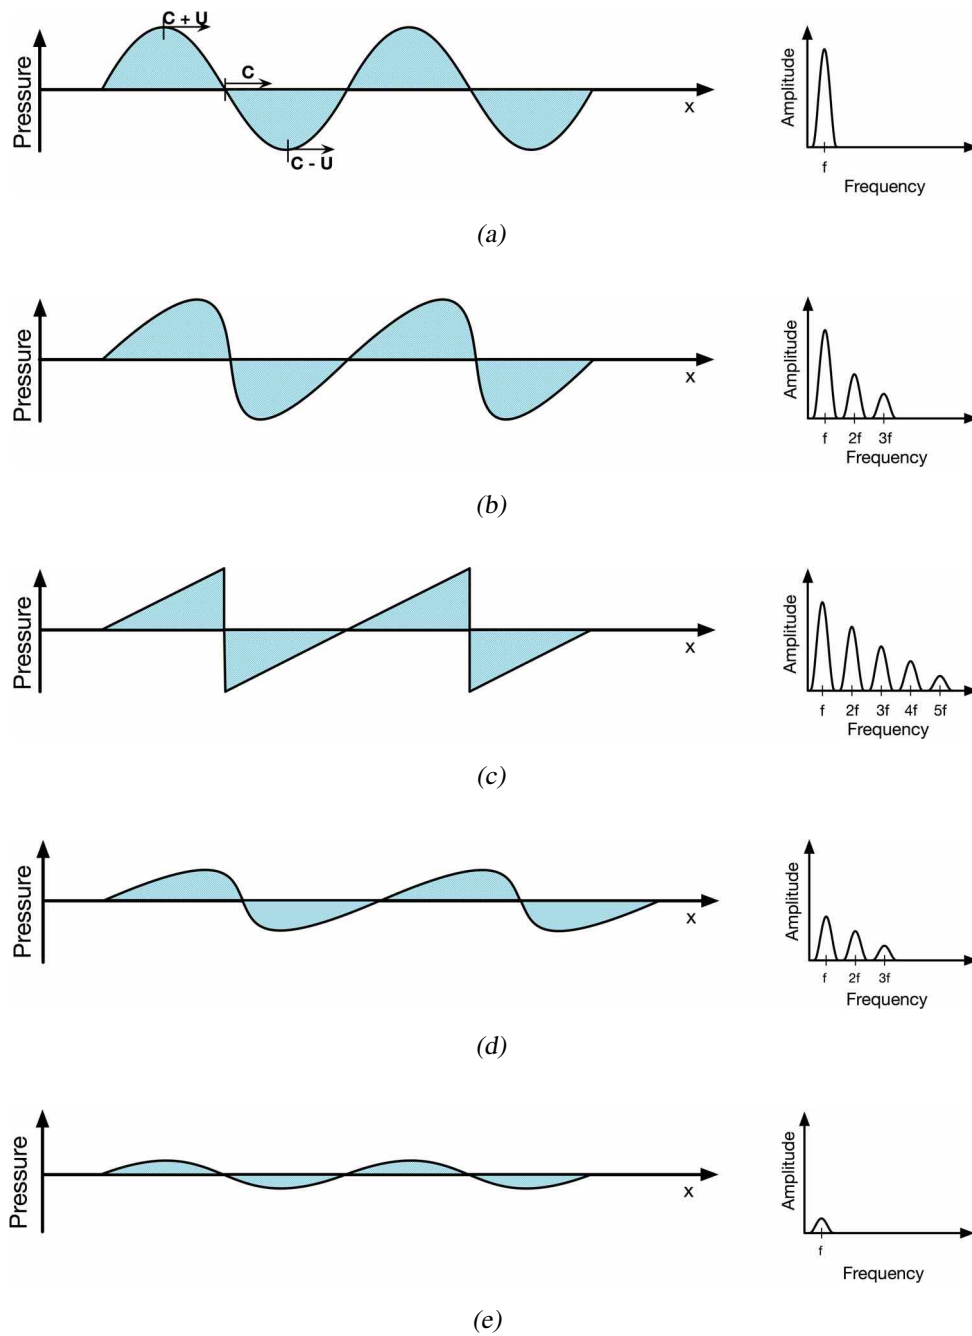 C + U
C
C - U
Pressure
x
Amplitude
f
Frequency
(a)
Pressure
x
Amplitude
f 2f 3f
Frequency
(b)
Pressure
x
Amplitude
f 2f 3f 4f 5f
Frequency
(c)
Pressure
x
Amplitude
f 2f 3f
Frequency
(d)
Pressure
x
Amplitude
f
Frequency
(e)